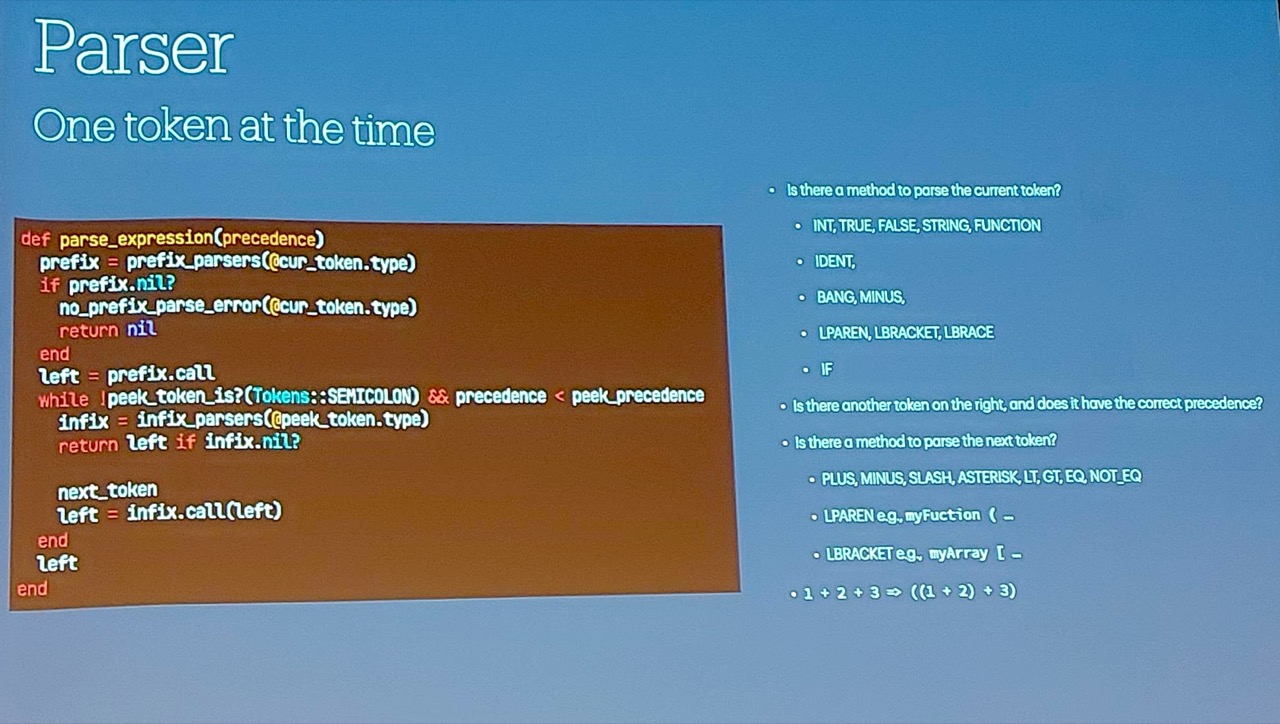 Parser
One token at the time
def parse_expression(precedence)
  prefix = prefix_parsers(@cur_token.type)
  if prefix.nil?
    no_prefix_parse_error(@cur_token.type)
    return nil
  end
  left = prefix.call
  while !peek_token_is?(Tokens::SEMICOLON) && precedence < peek_precedence
    infix = infix_parsers(@peek_token.type)
    return left if infix.nil?

    next_token
    left = infix.call(left)
  end
  left
end
• Is there a method to parse the current token?
• INT, TRUE, FALSE, STRING, FUNCTION
• IDENT,
• BANG, MINUS,
• LPAREN, LBRACKET, LBRACE
• IF
• Is there another token on the right, and does it have the correct precedence?
• Is there a method to parse the next token?
• PLUS, MINUS, SLASH, ASTERISK, LT, GT, EQ, NOT_EQ
• LPAREN e.g., myFuction ( …
• LBRACKET e.g., myArray [ …
• 1 + 2 + 3 => ((1 + 2) + 3)